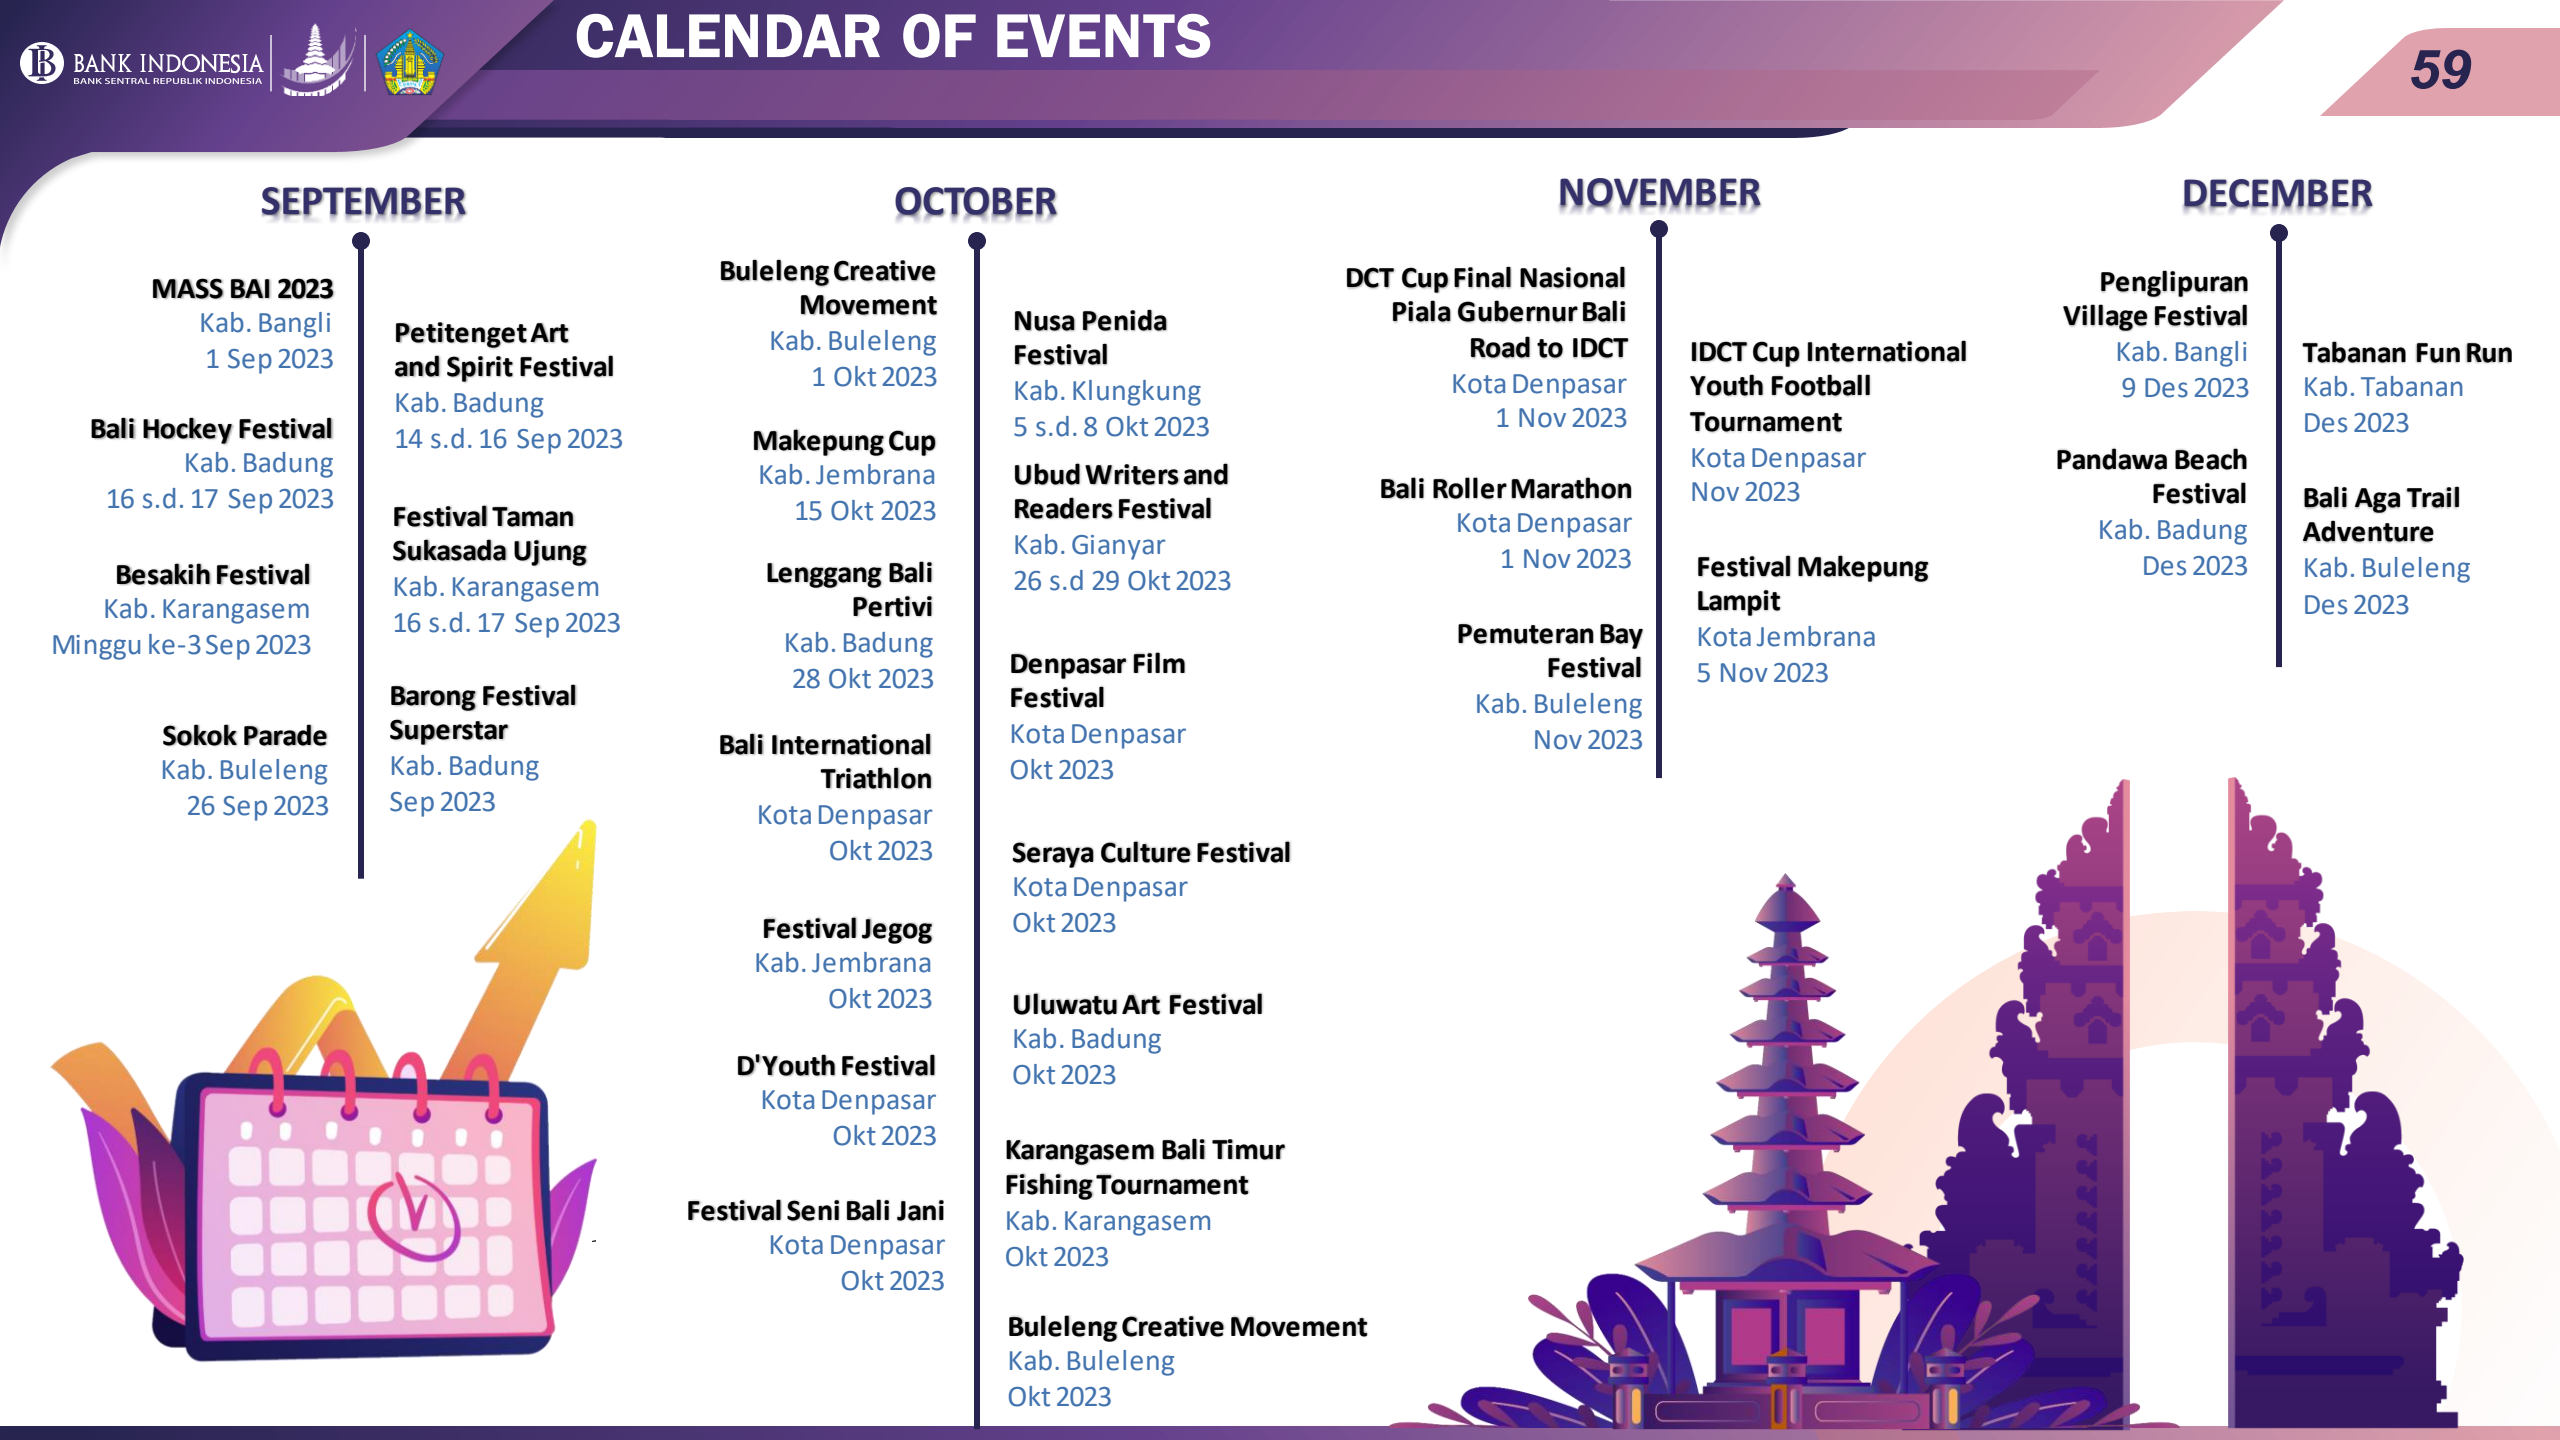 BANK INDONESIA
BANK SENTRAL REPUBLIK INDONESIA
CALENDAR OF EVENTS
59
SEPTEMBER
MASS BAI 2023
Kab. Bangli
1 Sep 2023
Bali Hockey Festival
Kab. Badung
16 s.d. 17 Sep 2023
Besakih Festival
Kab. Karangasem
Minggu ke-3 Sep 2023
Sokok Parade
Kab. Buleleng
26 Sep 2023
Petitenget Art
and Spirit Festival
Kab. Badung
14 s.d. 16 Sep 2023
Festival Taman
Sukasada Ujung
Kab. Karangasem
16 s.d. 17 Sep 2023
Barong Festival
Superstar
Kab. Badung
Sep 2023
OCTOBER
Buleleng Creative
Movement
Kab. Buleleng
1 Okt 2023
Makepung Cup
Kab. Jembrana
15 Okt 2023
Lenggang Bali
Pertivi
Kab. Badung
28 Okt 2023
Bali International
Triathlon
Kota Denpasar
Okt 2023
Festival Jegog
Kab. Jembrana
Okt 2023
D'Youth Festival
Kota Denpasar
Okt 2023
Festival Seni Bali Jani
Kota Denpasar
Okt 2023
Nusa Penida
Festival
Kab. Klungkung
5 s.d. 8 Okt 2023
Ubud Writers and
Readers Festival
Kab. Gianyar
26 s.d 29 Okt 2023
Denpasar Film
Festival
Kota Denpasar
Okt 2023
Seraya Culture Festival
Kota Denpasar
Okt 2023
Uluwatu Art Festival
Kab. Badung
Okt 2023
Karangasem Bali Timur
Fishing Tournament
Kab. Karangasem
Okt 2023
Buleleng Creative Movement
Kab. Buleleng
Okt 2023
NOVEMBER
DCT Cup Final Nasional
Piala Gubernur Bali
Road to IDCT
Kota Denpasar
1 Nov 2023
Bali Roller Marathon
Kota Denpasar
1 Nov 2023
Pemuteran Bay
Festival
Kab. Buleleng
Nov 2023
IDCT Cup International
Youth Football
Tournament
Kota Denpasar
Nov 2023
Festival Makepung
Lampit
Kota Jembrana
5 Nov 2023
DECEMBER
Penglipuran
Village Festival
Kab. Bangli
9 Des 2023
Pandawa Beach
Festival
Kab. Badung
Des 2023
Tabanan Fun Run
Kab. Tabanan
Des 2023
Bali Aga Trail
Adventure
Kab. Buleleng
Des 2023